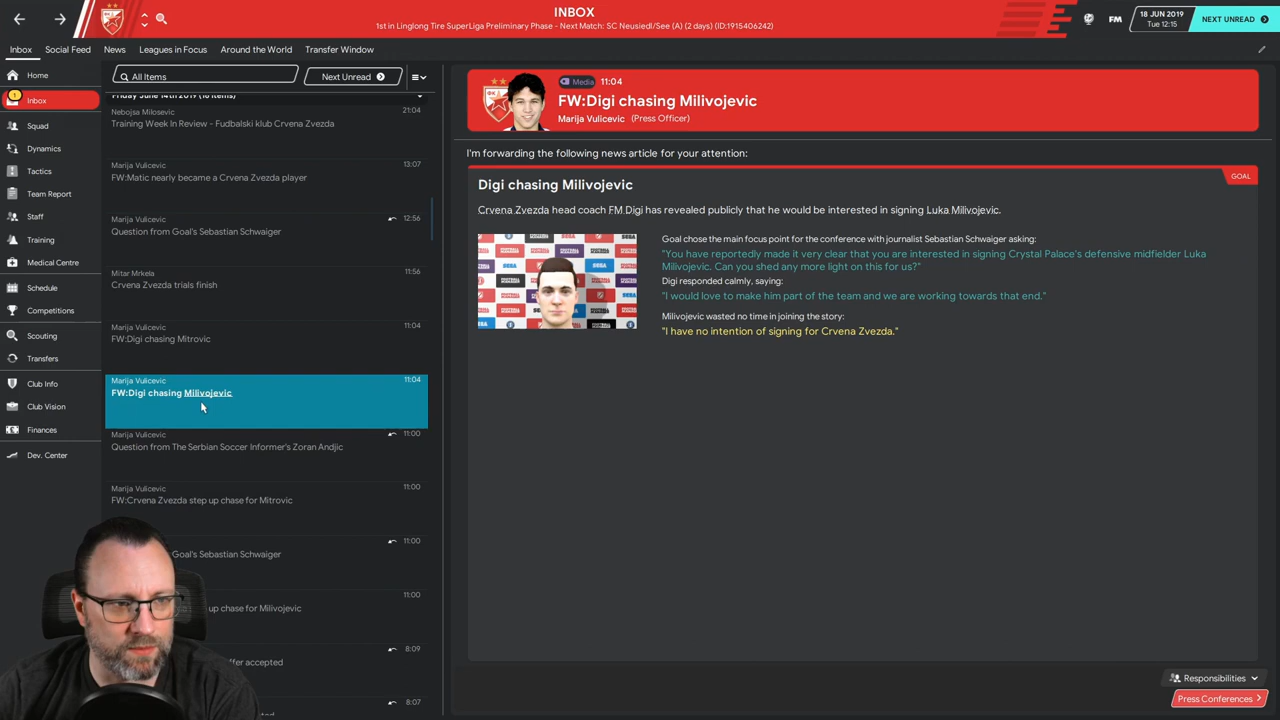 INBOX
1st in Linglong Tire SuperLiga Preliminary Phase - Next Match: SC Neusiedl/See (A) (2 days) (ID:1915406242)
FM
18 JUN 2019
Tue 12:15
NEXT UNREAD
Inbox
Social Feed
News
Leagues in Focus
Around the World
Transfer Window
Home
1
Inbox
Squad
Dynamics
Tactics
Team Report
Staff
Training
Medical Centre
Schedule
Competitions
Scouting
Transfers
Club Info
Club Vision
Finances
Dev. Center
All Items
Next Unread
Friday June 14th 2019 (16 items)
Nebojsa Milosevic
21:04
Training Week In Review - Fudbalski klub Crvena Zvezda
Marija Vulicevic
13:07
FW:Matic nearly became a Crvena Zvezda player
Marija Vulicevic
12:56
Question from Goal's Sebastian Schwaiger
Mitar Mrkela
11:56
Crvena Zvezda trials finish
Marija Vulicevic
11:04
FW:Digi chasing Mitrovic
Marija Vulicevic
11:04
FW:Digi chasing Milivojevic
Marija Vulicevic
11:00
Question from The Serbian Soccer Informer's Zoran Andjic
Marija Vulicevic
11:00
FW:Crvena Zvezda step up chase for Mitrovic
11:00
Goal's Sebastian Schwaiger
11:00
up chase for Milivojevic
8:09
offer accepted
8:07
Media
11:04
FW:Digi chasing Milivojevic
Marija Vulicevic (Press Officer)
I'm forwarding the following news article for your attention:
GOAL
Digi chasing Milivojevic
Crvena Zvezda head coach FM Digi has revealed publicly that he would be interested in signing Luka Milivojevic.
SEGA
Goal chose the main focus point for the conference with journalist Sebastian Schwaiger asking:
"You have reportedly made it very clear that you are interested in signing Crystal Palace's defensive midfielder Luka
Milivojevic. Can you shed any more light on this for us?"
Digi responded calmly, saying:
"I would love to make him part of the team and we are working towards that end."
Milivojevic wasted no time in joining the story:
"I have no intention of signing for Crvena Zvezda."
Responsibilities
Press Conferences